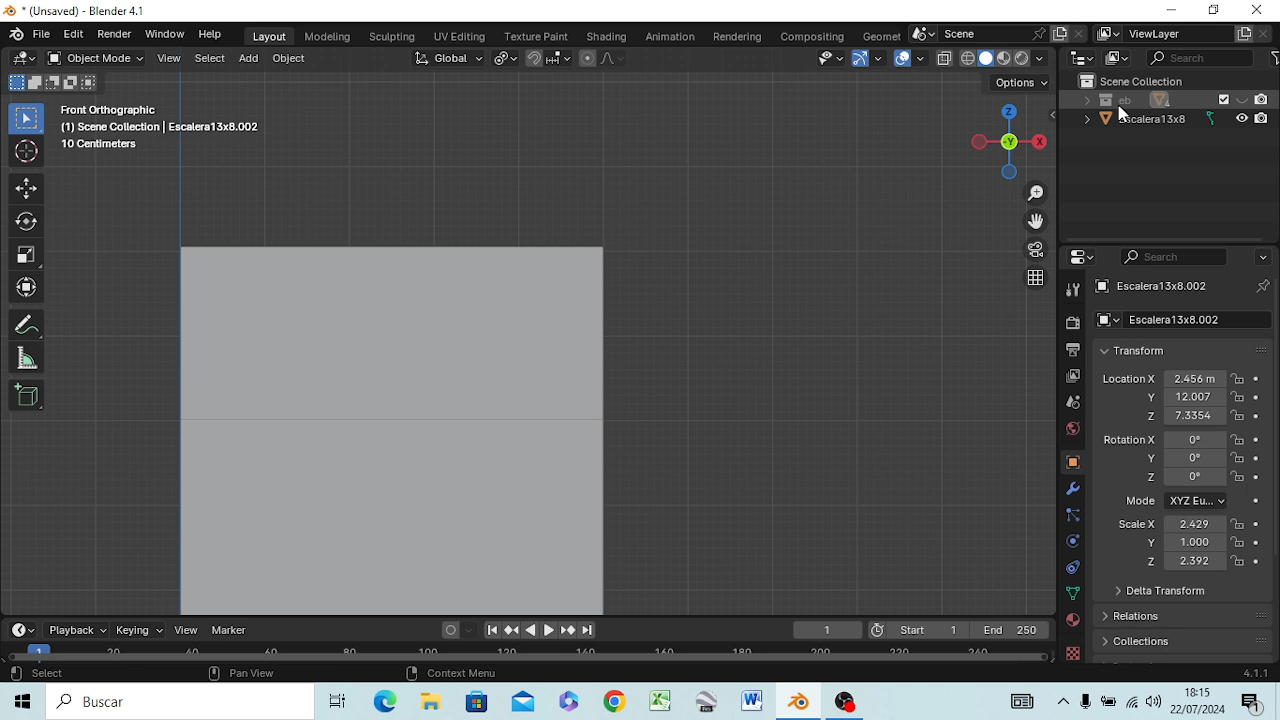 * (Unsaved) - Blender 4.1
File Edit Render Window Help Layout Modeling Sculpting UV Editing Texture Paint Shading Animation Rendering Compositing Geomet Scene ViewLayer
Object Mode View Select Add Object Global Search
Options
Front Orthographic
(1) Scene Collection | Escalera13x8.002
10 Centimeters
Z
-Y
X
Scene Collection
eb
Escalera13x8
Search
Escalera13x8.002
Escalera13x8.002
Transform
Location X 2.456 m
Y 12.007
Z 7.3354
Rotation X 0°
Y 0°
Z 0°
Mode XYZ Eu...
Scale X 2.429
Y 1.000
Z 2.392
Delta Transform
Relations
Collections
Playback Keying View Marker 1 Start 1 End 250
1 20 40 60 80 100 120 140 160 180 200 220 240
Select Pan View Context Menu 4.1.1
Buscar
18:15
22/07/2024
1